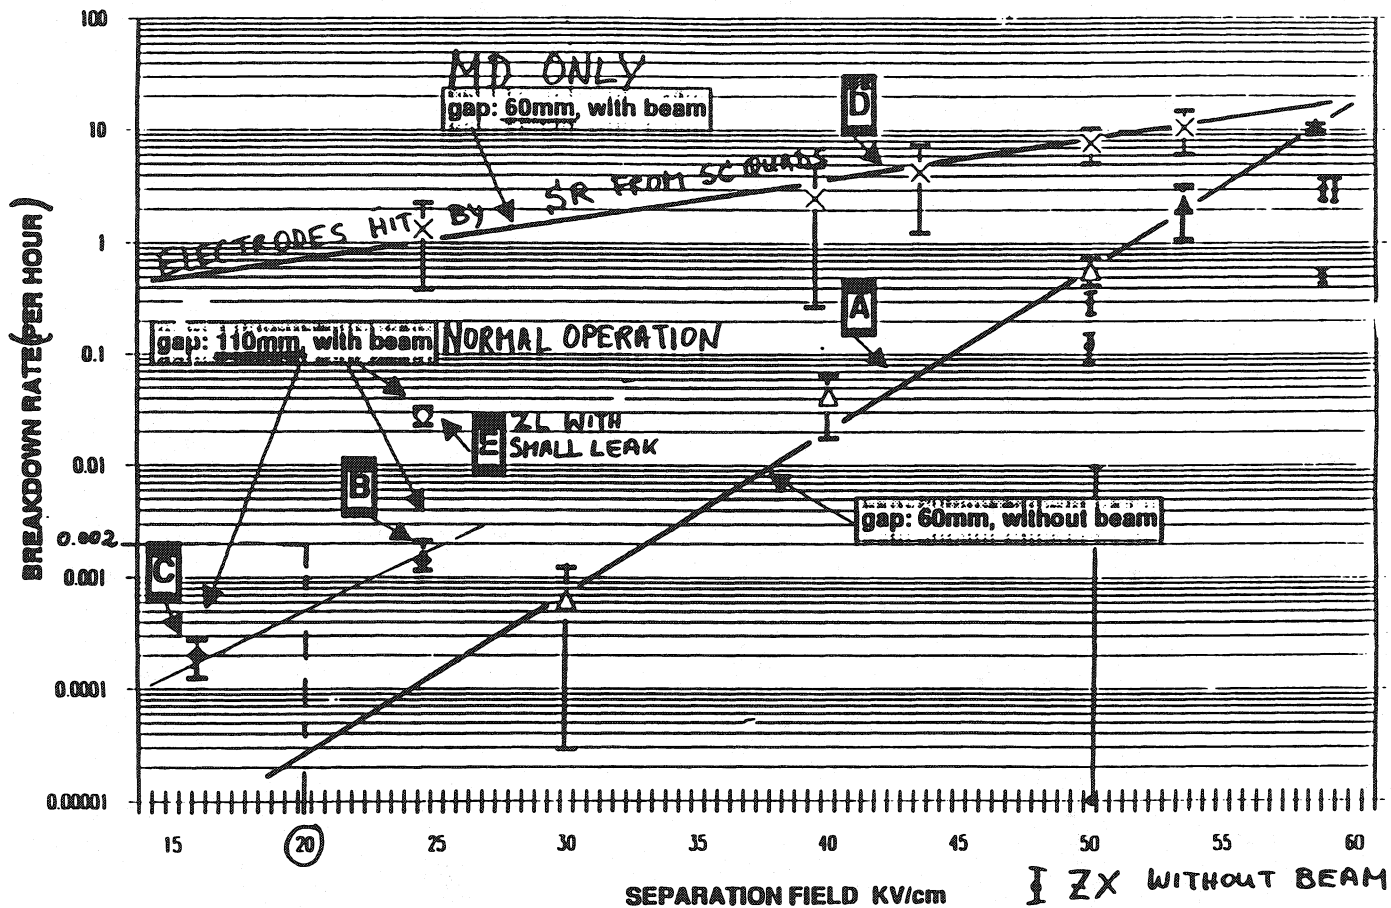 100
MD ONLY
gap: 60mm, with beam
D
10
ELECTRODES HIT BY SR FROM SC QUADS
1
A
gap: 110mm, with beam NORMAL OPERATION
0.1
E ZL WITH
SMALL LEAK
0.01
B
gap: 60mm, without beam
0.002
C
0.001
0.0001
0.00001
15 20 25 30 35 40 45 50 55 60
BREAKDOWN RATE (PER HOUR)
SEPARATION FIELD KV/cm
ZX WITHOUT BEAM